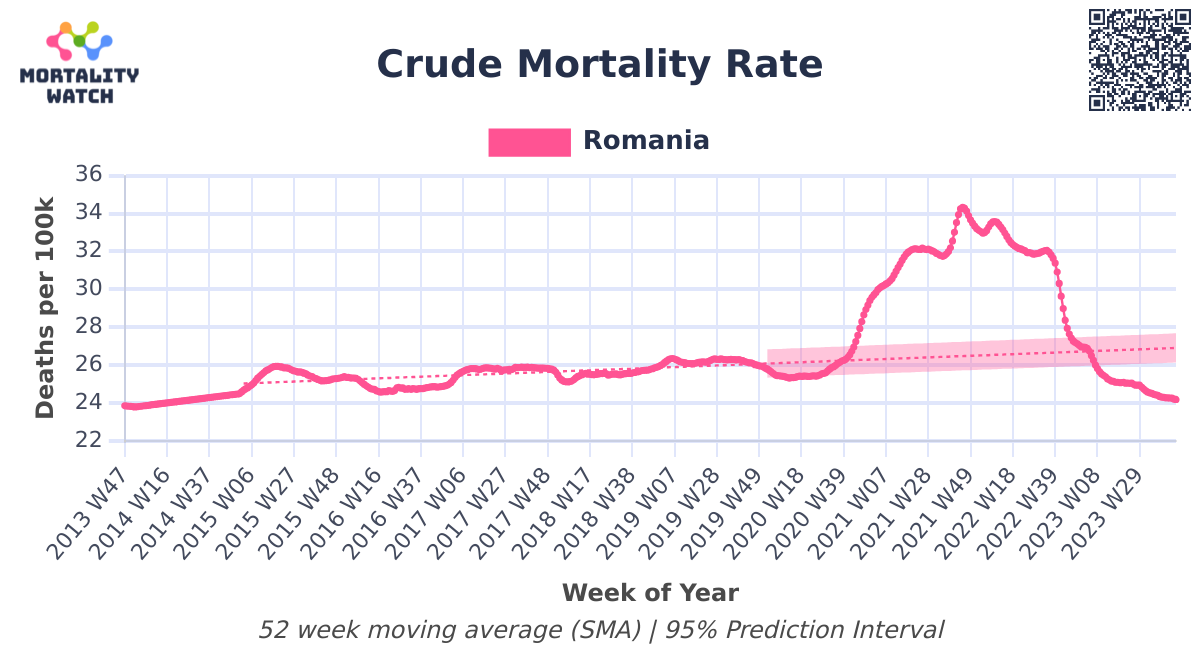 MORTALITY
WATCH
Crude Mortality Rate
Romania
Deaths per 100k
36
34
32
30
28
26
24
22
2013 W47
2014 W16
2014 W37
2015 W06
2015 W27
2015 W48
2016 W16
2016 W37
2017 W06
2017 W27
2017 W48
2018 W17
2018 W38
2019 W07
2019 W28
2019 W49
2020 W18
2020 W39
2021 W07
2021 W28
2021 W49
2022 W18
2022 W39
2023 W08
2023 W29
Week of Year
52 week moving average (SMA) | 95% Prediction Interval